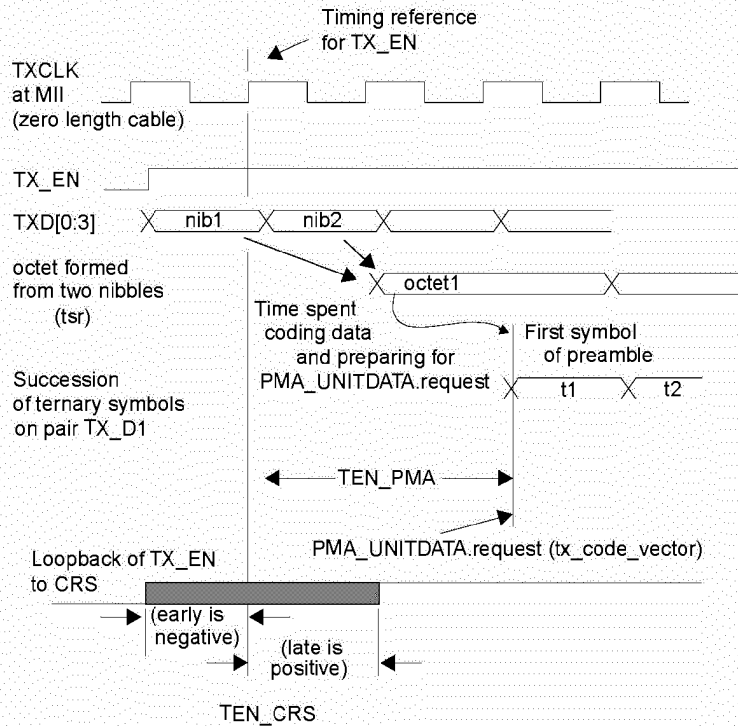 Timing reference
for TX_EN
TXCLK
at MII
(zero length cable)
TX_EN
TXD[0:3]
nib1
nib2
octet formed
from two nibbles
(tsr)
octet1
Time spent
coding data
and preparing for
PMA_UNITDATA.request
First symbol
of preamble
Succession
of ternary symbols
on pair TX_D1
t1
t2
TEN_PMA
PMA_UNITDATA.request (tx_code_vector)
Loopback of TX_EN
to CRS
(early is
negative)
(late is
positive)
TEN_CRS